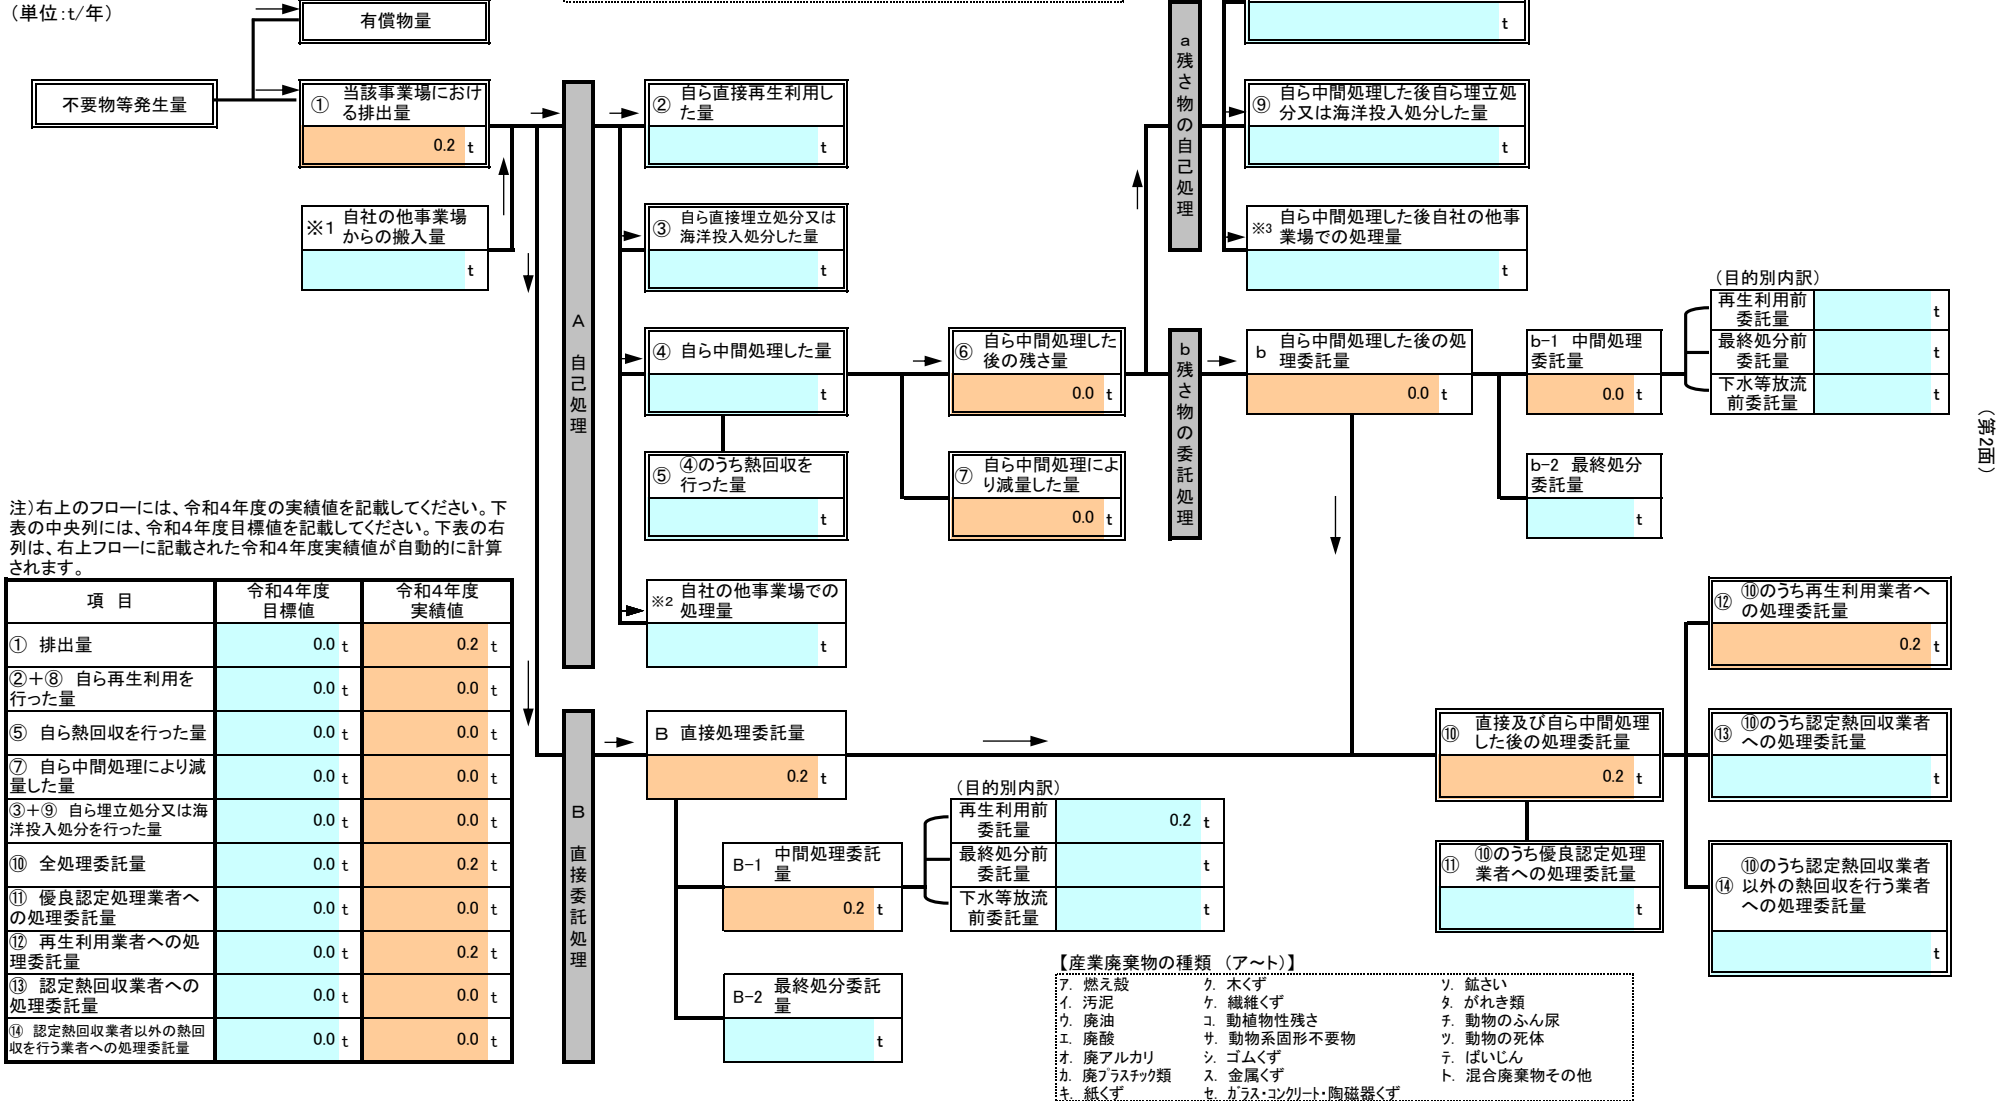 （単位：t/年）
有償物量
不要物等発生量
① 当該事業場におけ
る排出量
0.2 t
※1 自社の他事業場
からの搬入量
t
A 自己処理
② 自ら直接再生利用し
た量
t
③ 自ら直接埋立処分又は
海洋投入処分した量
t
④ 自ら中間処理した量
t
⑤ ④のうち熱回収を
行った量
t
※2 自社の他事業場での
処理量
t
⑥ 自ら中間処理した
後の残さ量
0.0 t
⑦ 自ら中間処理によ
り減量した量
0.0 t
a 残さ物の自己処理
t
⑨ 自ら中間処理した後自ら埋立処
分又は海洋投入処分した量
t
※3 自ら中間処理した後自社の他事
業場での処理量
t
b 残さ物の委託処理
b 自ら中間処理した後の処
理委託量
0.0 t
b-1 中間処理
委託量
0.0 t
b-2 最終処分
委託量
t
（目的別内訳）
再生利用前
委託量
t
最終処分前
委託量
t
下水等放流
前委託量
t
（第2面）
注）右上のフローには、令和4年度の実績値を記載してください。下
表の中央列には、令和4年度目標値を記載してください。下表の右
列は、右上フローに記載された令和4年度実績値が自動的に計算
されます。
項 目 令和4年度
目標値 令和4年度
実績値
① 排出量 0.0 t 0.2 t
②＋⑧ 自ら再生利用を
行った量 0.0 t 0.0 t
⑤ 自ら熱回収を行った量 0.0 t 0.0 t
⑦ 自ら中間処理により減
量した量 0.0 t 0.0 t
③＋⑨ 自ら埋立処分又は海
洋投入処分を行った量 0.0 t 0.0 t
⑩ 全処理委託量 0.0 t 0.2 t
⑪ 優良認定処理業者へ
の処理委託量 0.0 t 0.0 t
⑫ 再生利用業者への処
理委託量 0.0 t 0.2 t
⑬ 認定熱回収業者への
処理委託量 0.0 t 0.0 t
⑭ 認定熱回収業者以外の熱回
収を行う業者への処理委託量 0.0 t 0.0 t
B 直接委託処理
B 直接処理委託量
0.2 t
B-1 中間処理委託
量
0.2 t
B-2 最終処分委託
量
t
（目的別内訳）
再生利用前
委託量
0.2 t
最終処分前
委託量
t
下水等放流
前委託量
t
⑩ 直接及び自ら中間処理
した後の処理委託量
0.2 t
⑪ ⑩のうち優良認定処理
業者への処理委託量
t
⑫ ⑩のうち再生利用業者へ
の処理委託量
0.2 t
⑬ ⑩のうち認定熱回収業者
への処理委託量
t
⑭ ⑩のうち認定熱回収業者
以外の熱回収を行う業者
への処理委託量
t
【産業廃棄物の種類 （ア～ト）】
ア. 燃え殻 ク. 木くず ソ. 鉱さい
イ. 汚泥 ケ. 繊維くず タ. がれき類
ウ. 廃油 コ. 動植物性残さ チ. 動物のふん尿
エ. 廃酸 サ. 動物系固形不要物 ツ. 動物の死体
オ. 廃アルカリ シ. ゴムくず テ. ばいじん
カ. 廃プラスチック類 ス. 金属くず ト. 混合廃棄物その他
キ. 紙くず セ. ガラス・コンクリート・陶磁器くず